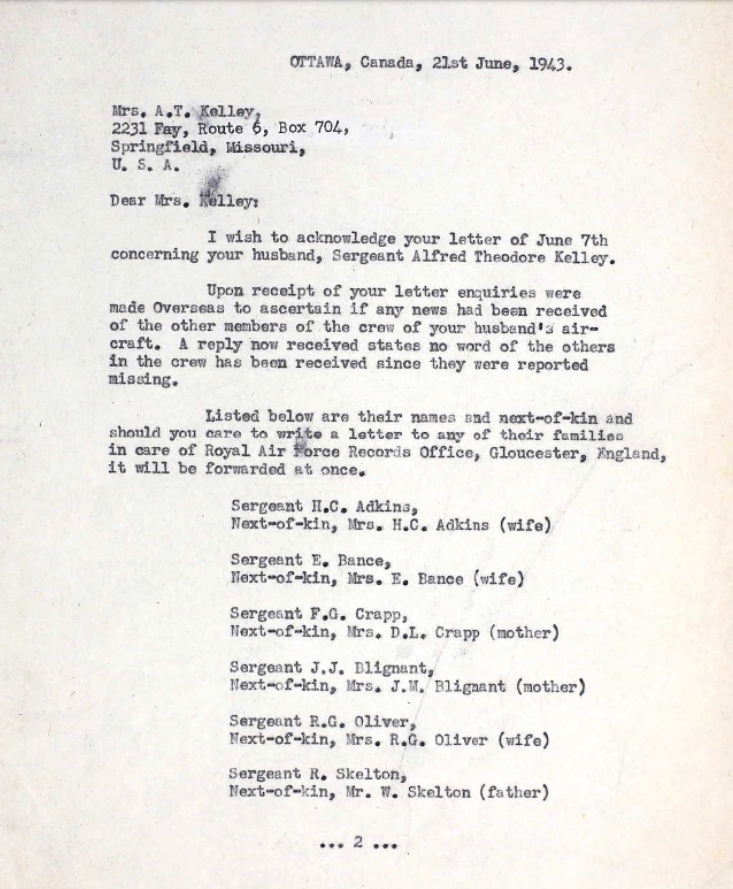 OTTAWA, Canada, 21st June, 1943.
Mrs. A.T. Kelley,
2231 Fay, Route 6, Box 704,
Springfield, Missouri,
U. S. A.
Dear Mrs. Kelley:
I wish to acknowledge your letter of June 7th
concerning your husband, Sergeant Alfred Theodore Kelley.
Upon receipt of your letter enquiries were
made Overseas to ascertain if any news had been received
of the other members of the crew of your husband's air-
craft. A reply now received states no word of the others
in the crew has been received since they were reported
missing.
Listed below are their names and next-of-kin and
should you care to write a letter to any of their families
in care of Royal Air Force Records Office, Gloucester, England,
it will be forwarded at once.
Sergeant H.C. Adkins,
Next-of-kin, Mrs. H.C. Adkins (wife)
Sergeant E. Bance,
Next-of-kin, Mrs. E. Bance (wife)
Sergeant F.G. Crapp,
Next-of-kin, Mrs. D.L. Crapp (mother)
Sergeant J.J. Blignant,
Next-of-kin, Mrs. J.W. Blignant (mother)
Sergeant R.G. Oliver,
Next-of-kin, Mrs. R.G. Oliver (wife)
Sergeant R. Skelton,
Next-of-kin, Mr. W. Skelton (father)
... 2 ...